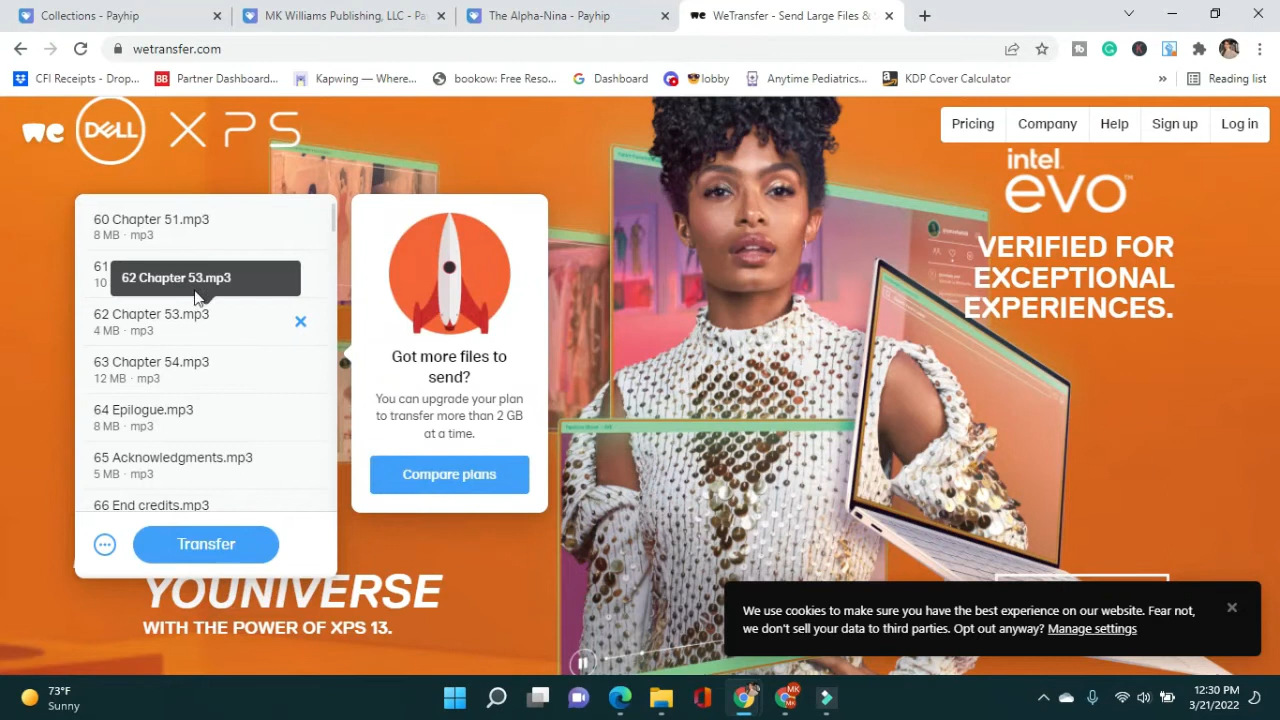 Collections - Payhip
MK Williams Publishing, LLC - Pa
The Alpha-Nina - Payhip
WeTransfer - Send Large Files &
wetransfer.com
CFI Receipts - Drop...
Partner Dashboard...
Kapwing — Where...
bookow: Free Reso...
Dashboard
lobby
Anytime Pediatrics...
KDP Cover Calculator
»
Reading list
we
DELL
XPS
Pricing
Company
Help
Sign up
Log in
intel.
evo™
VERIFIED FOR
EXCEPTIONAL
EXPERIENCES.
60 Chapter 51.mp3
8 MB · mp3
61
10
62 Chapter 53.mp3
62 Chapter 53.mp3
4 MB · mp3
63 Chapter 54.mp3
12 MB · mp3
64 Epilogue.mp3
8 MB · mp3
65 Acknowledgments.mp3
5 MB · mp3
66 End credits.mp3
Transfer
Got more files to
send?
You can upgrade your plan
to transfer more than 2 GB
at a time.
Compare plans
YOUNIVERSE
WITH THE POWER OF XPS 13.
We use cookies to make sure you have the best experience on our website. Fear not,
we don't sell your data to third parties. Opt out anyway? Manage settings
73°F
Sunny
12:30 PM
3/21/2022